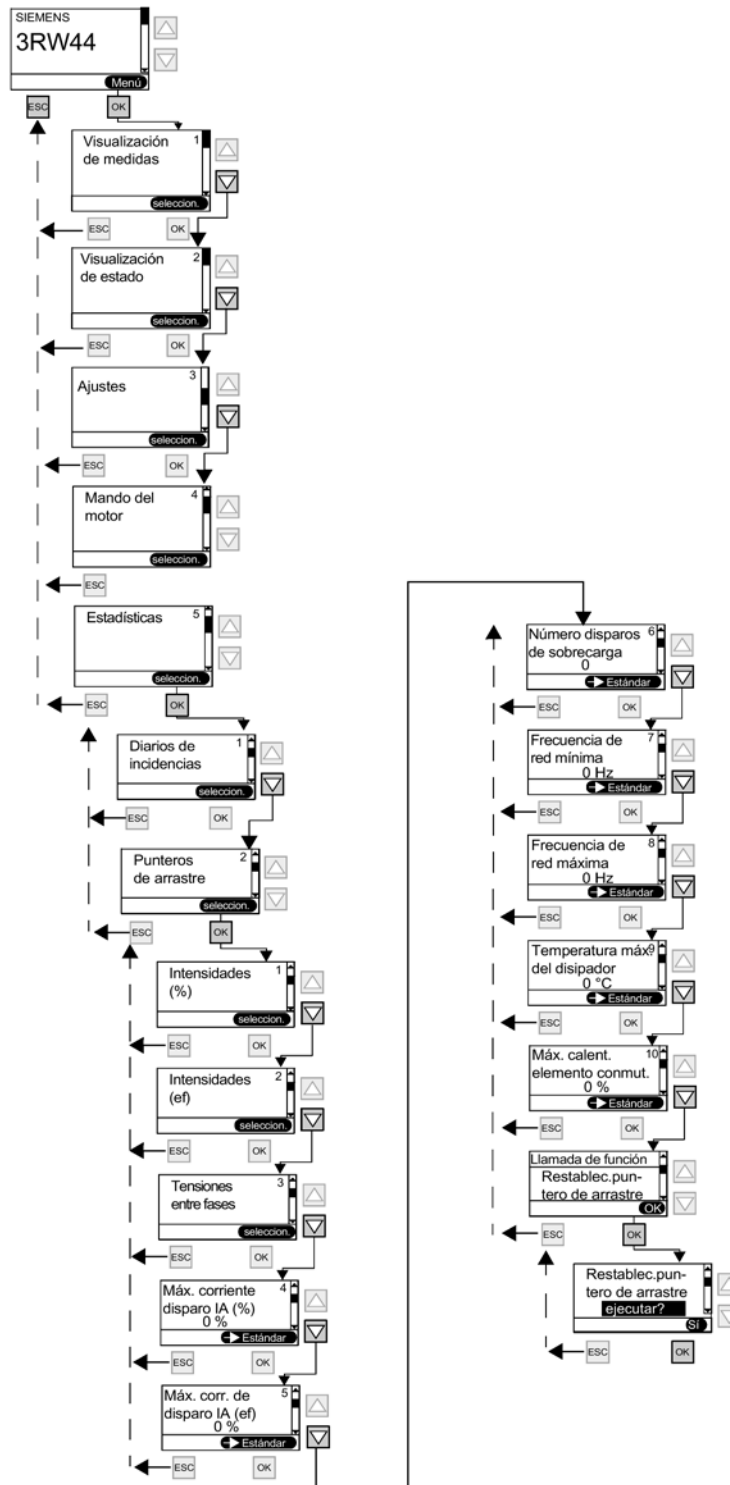 SIEMENS
3RW44
Menú
ESC
OK
Visualización
de medidas
1
seleccion.
ESC
OK
Visualización
de estado
2
seleccion.
ESC
OK
Ajustes
3
seleccion.
ESC
OK
Mando del
motor
4
seleccion.
ESC
Estadísticas
5
seleccion.
ESC
OK
Diarios de
incidencias
1
seleccion.
ESC
OK
Punteros
de arrastre
2
seleccion.
ESC
OK
Intensidades
(%)
1
seleccion.
ESC
OK
Intensidades
(ef)
2
seleccion.
ESC
OK
Tensiones
entre fases
3
seleccion.
ESC
OK
Máx. corriente
disparo IA (%)
0 %
4
Estándar
ESC
OK
Máx. corr. de
disparo IA (ef)
0 %
5
Estándar
ESC
OK
Número disparos
de sobrecarga
0
6
Estándar
ESC
OK
Frecuencia de
red mínima
0 Hz
7
Estándar
ESC
OK
Frecuencia de
red máxima
0 Hz
8
Estándar
ESC
OK
Temperatura máx.
del disipador
0 °C
9
Estándar
ESC
OK
Máx. calent.
elemento conmut.
0 %
10
Estándar
ESC
OK
Llamada de función
Restablec.pun-
tero de arrastre
OK
ESC
OK
Restablec.pun-
tero de arrastre
ejecutar?
Sí
ESC
OK